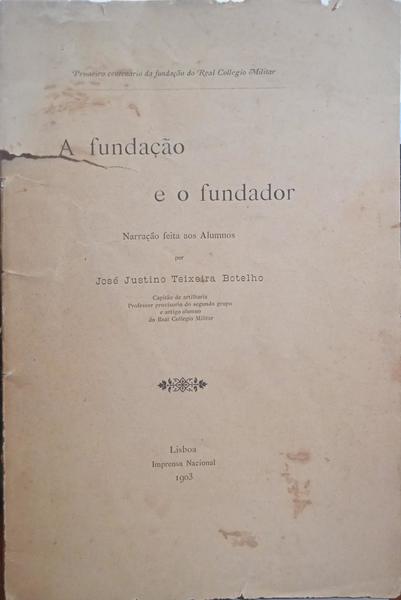 Primeiro centenario da fundação do Real Collegio Militar
A fundação
e o fundador
Narração feita aos Alumnos
por
José Justino Teixeira Botelho
Capitão de artilharia
Professor provisorio do segundo grupo
e antigo alumno
do Real Collegio Militar
Lisboa
Imprensa Nacional
1903